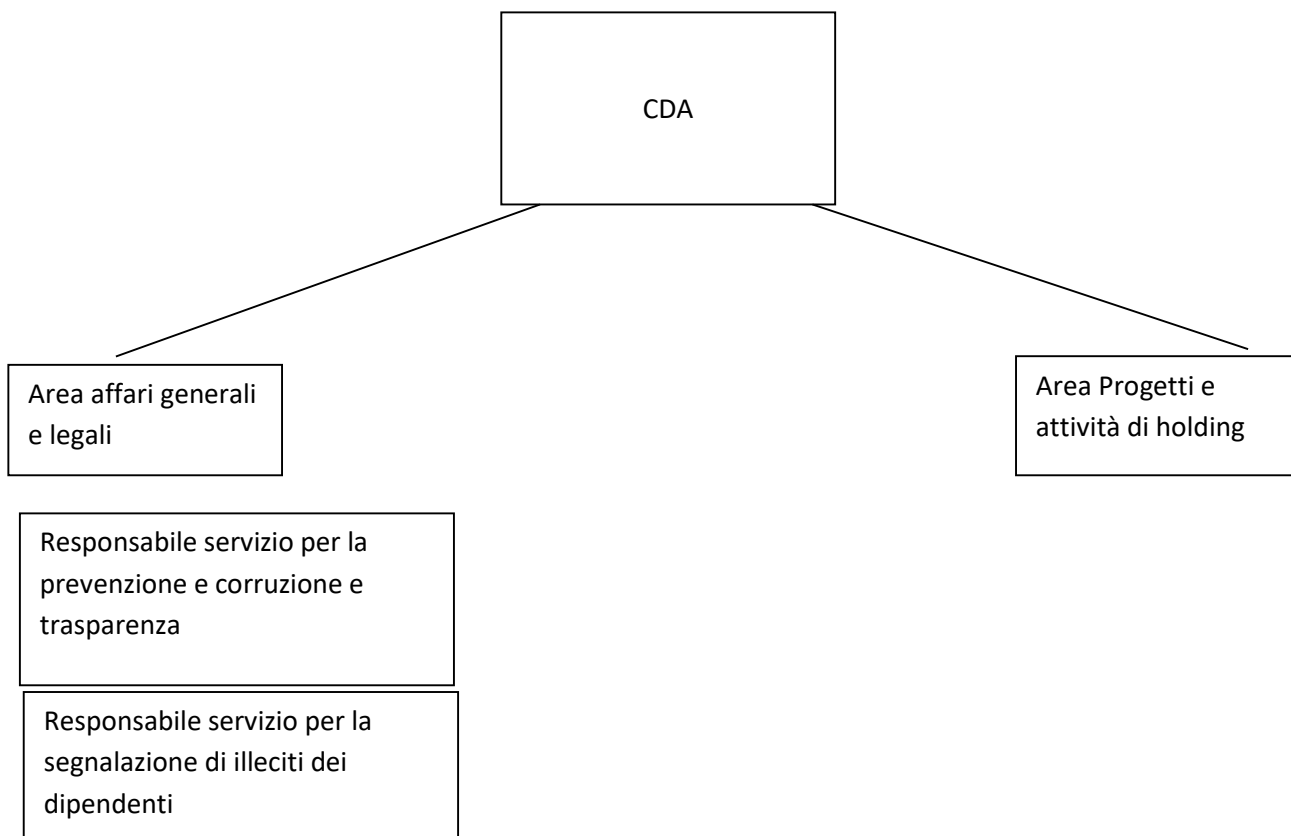 CDA
Area affari generali
e legali
Area Progetti e
attività di holding
Responsabile servizio per la
prevenzione e corruzione e
trasparenza
Responsabile servizio per la
segnalazione di illeciti dei
dipendenti